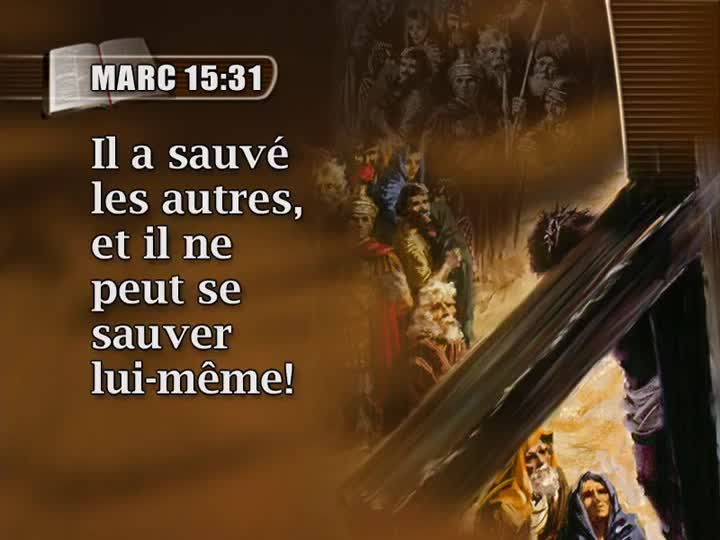 MARC 15:31
Il a sauvé
les autres,
et il ne
peut se
sauver
lui-même!